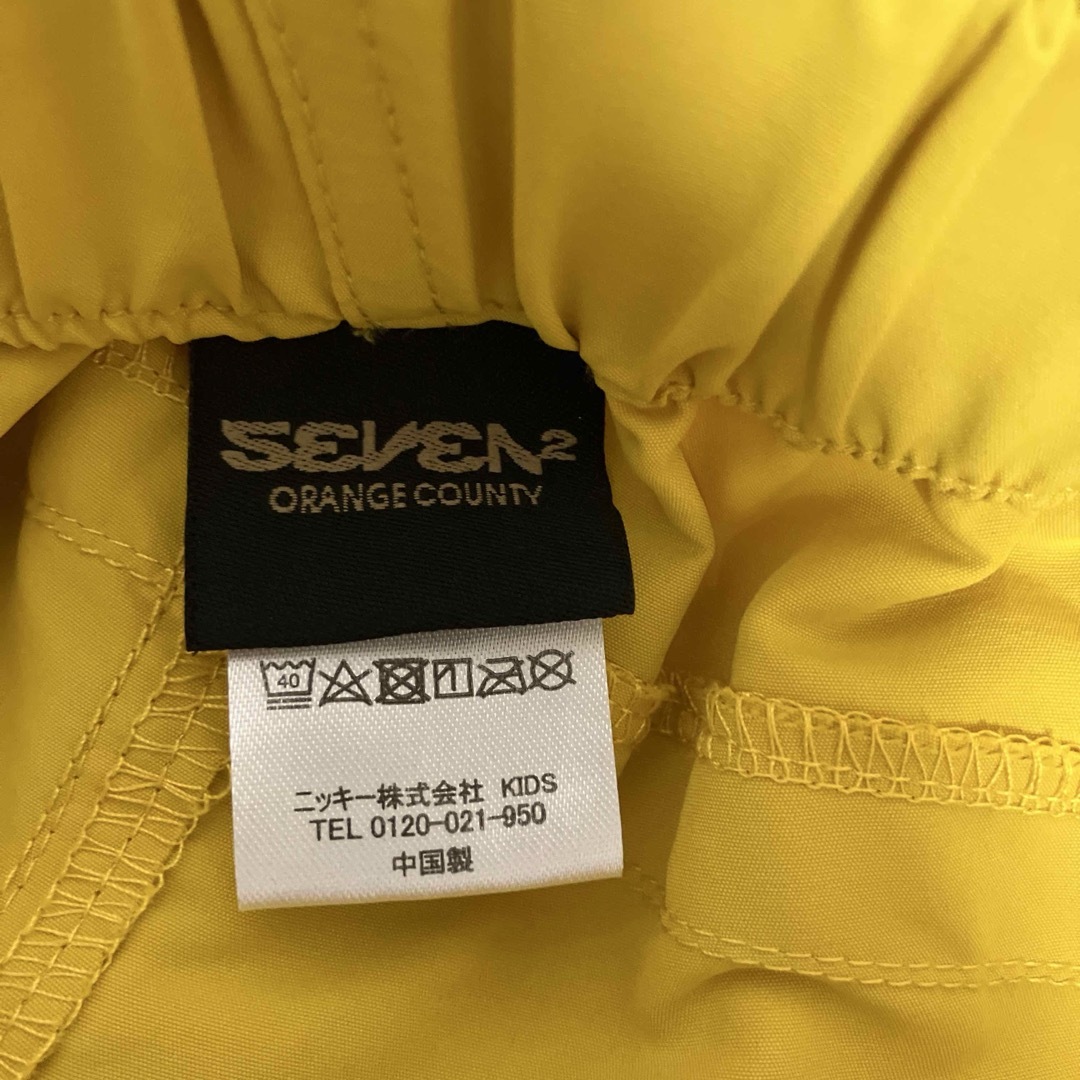 SEVEN²
ORANGE COUNTY
40
ニッキー株式会社 KIDS
TEL 0120-021-950
中国製